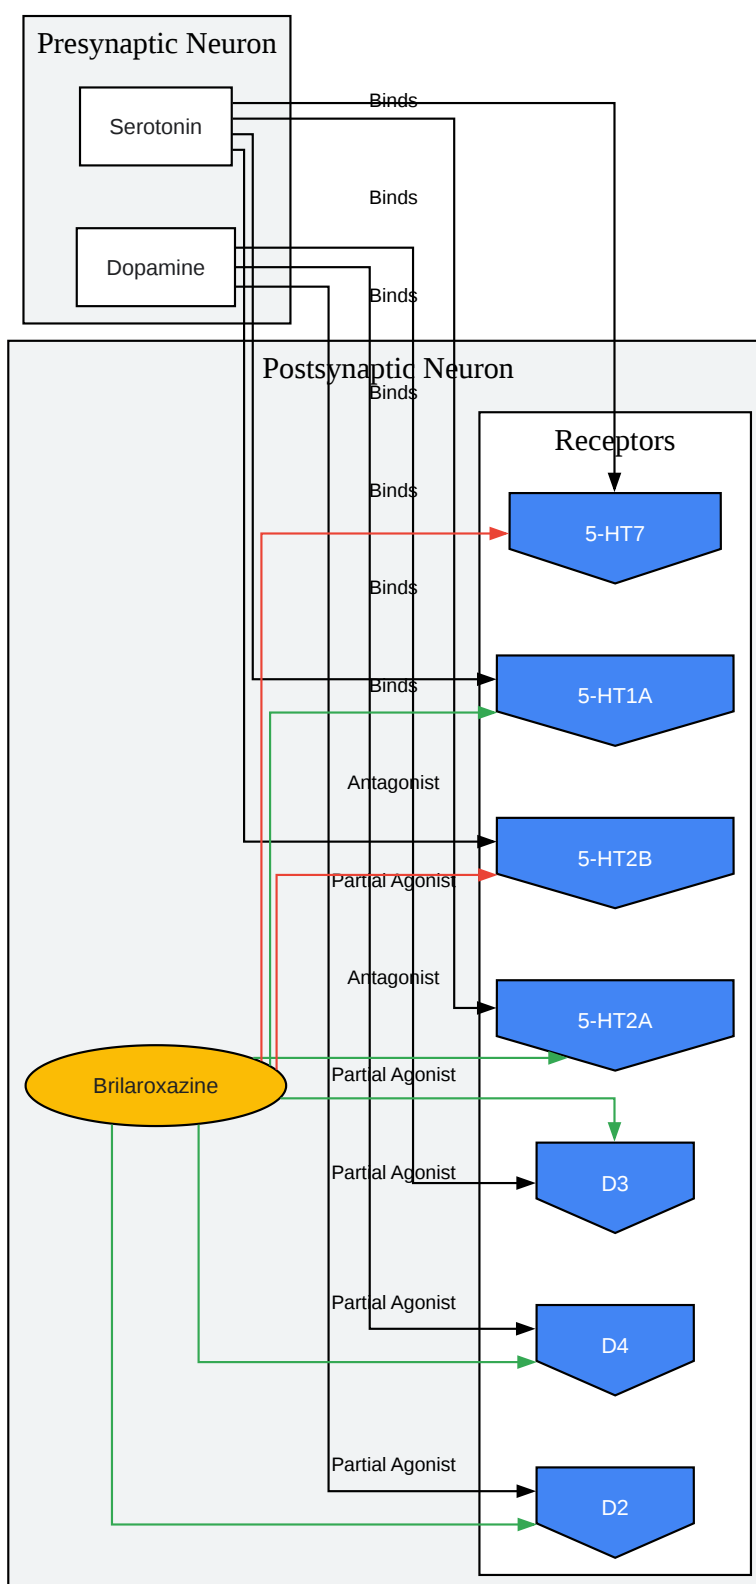 Presynaptic Neuron
Serotonin
Binds
Binds
Dopamine
Binds
Postsynaptic Neuron
Binds
Receptors
Binds
5-HT7
Binds
Binds
5-HT1A
Antagonist
5-HT2B
Partial Agonist
Antagonist
5-HT2A
Brilaroxazine
Partial Agonist
Partial Agonist
D3
Partial Agonist
D4
Partial Agonist
D2